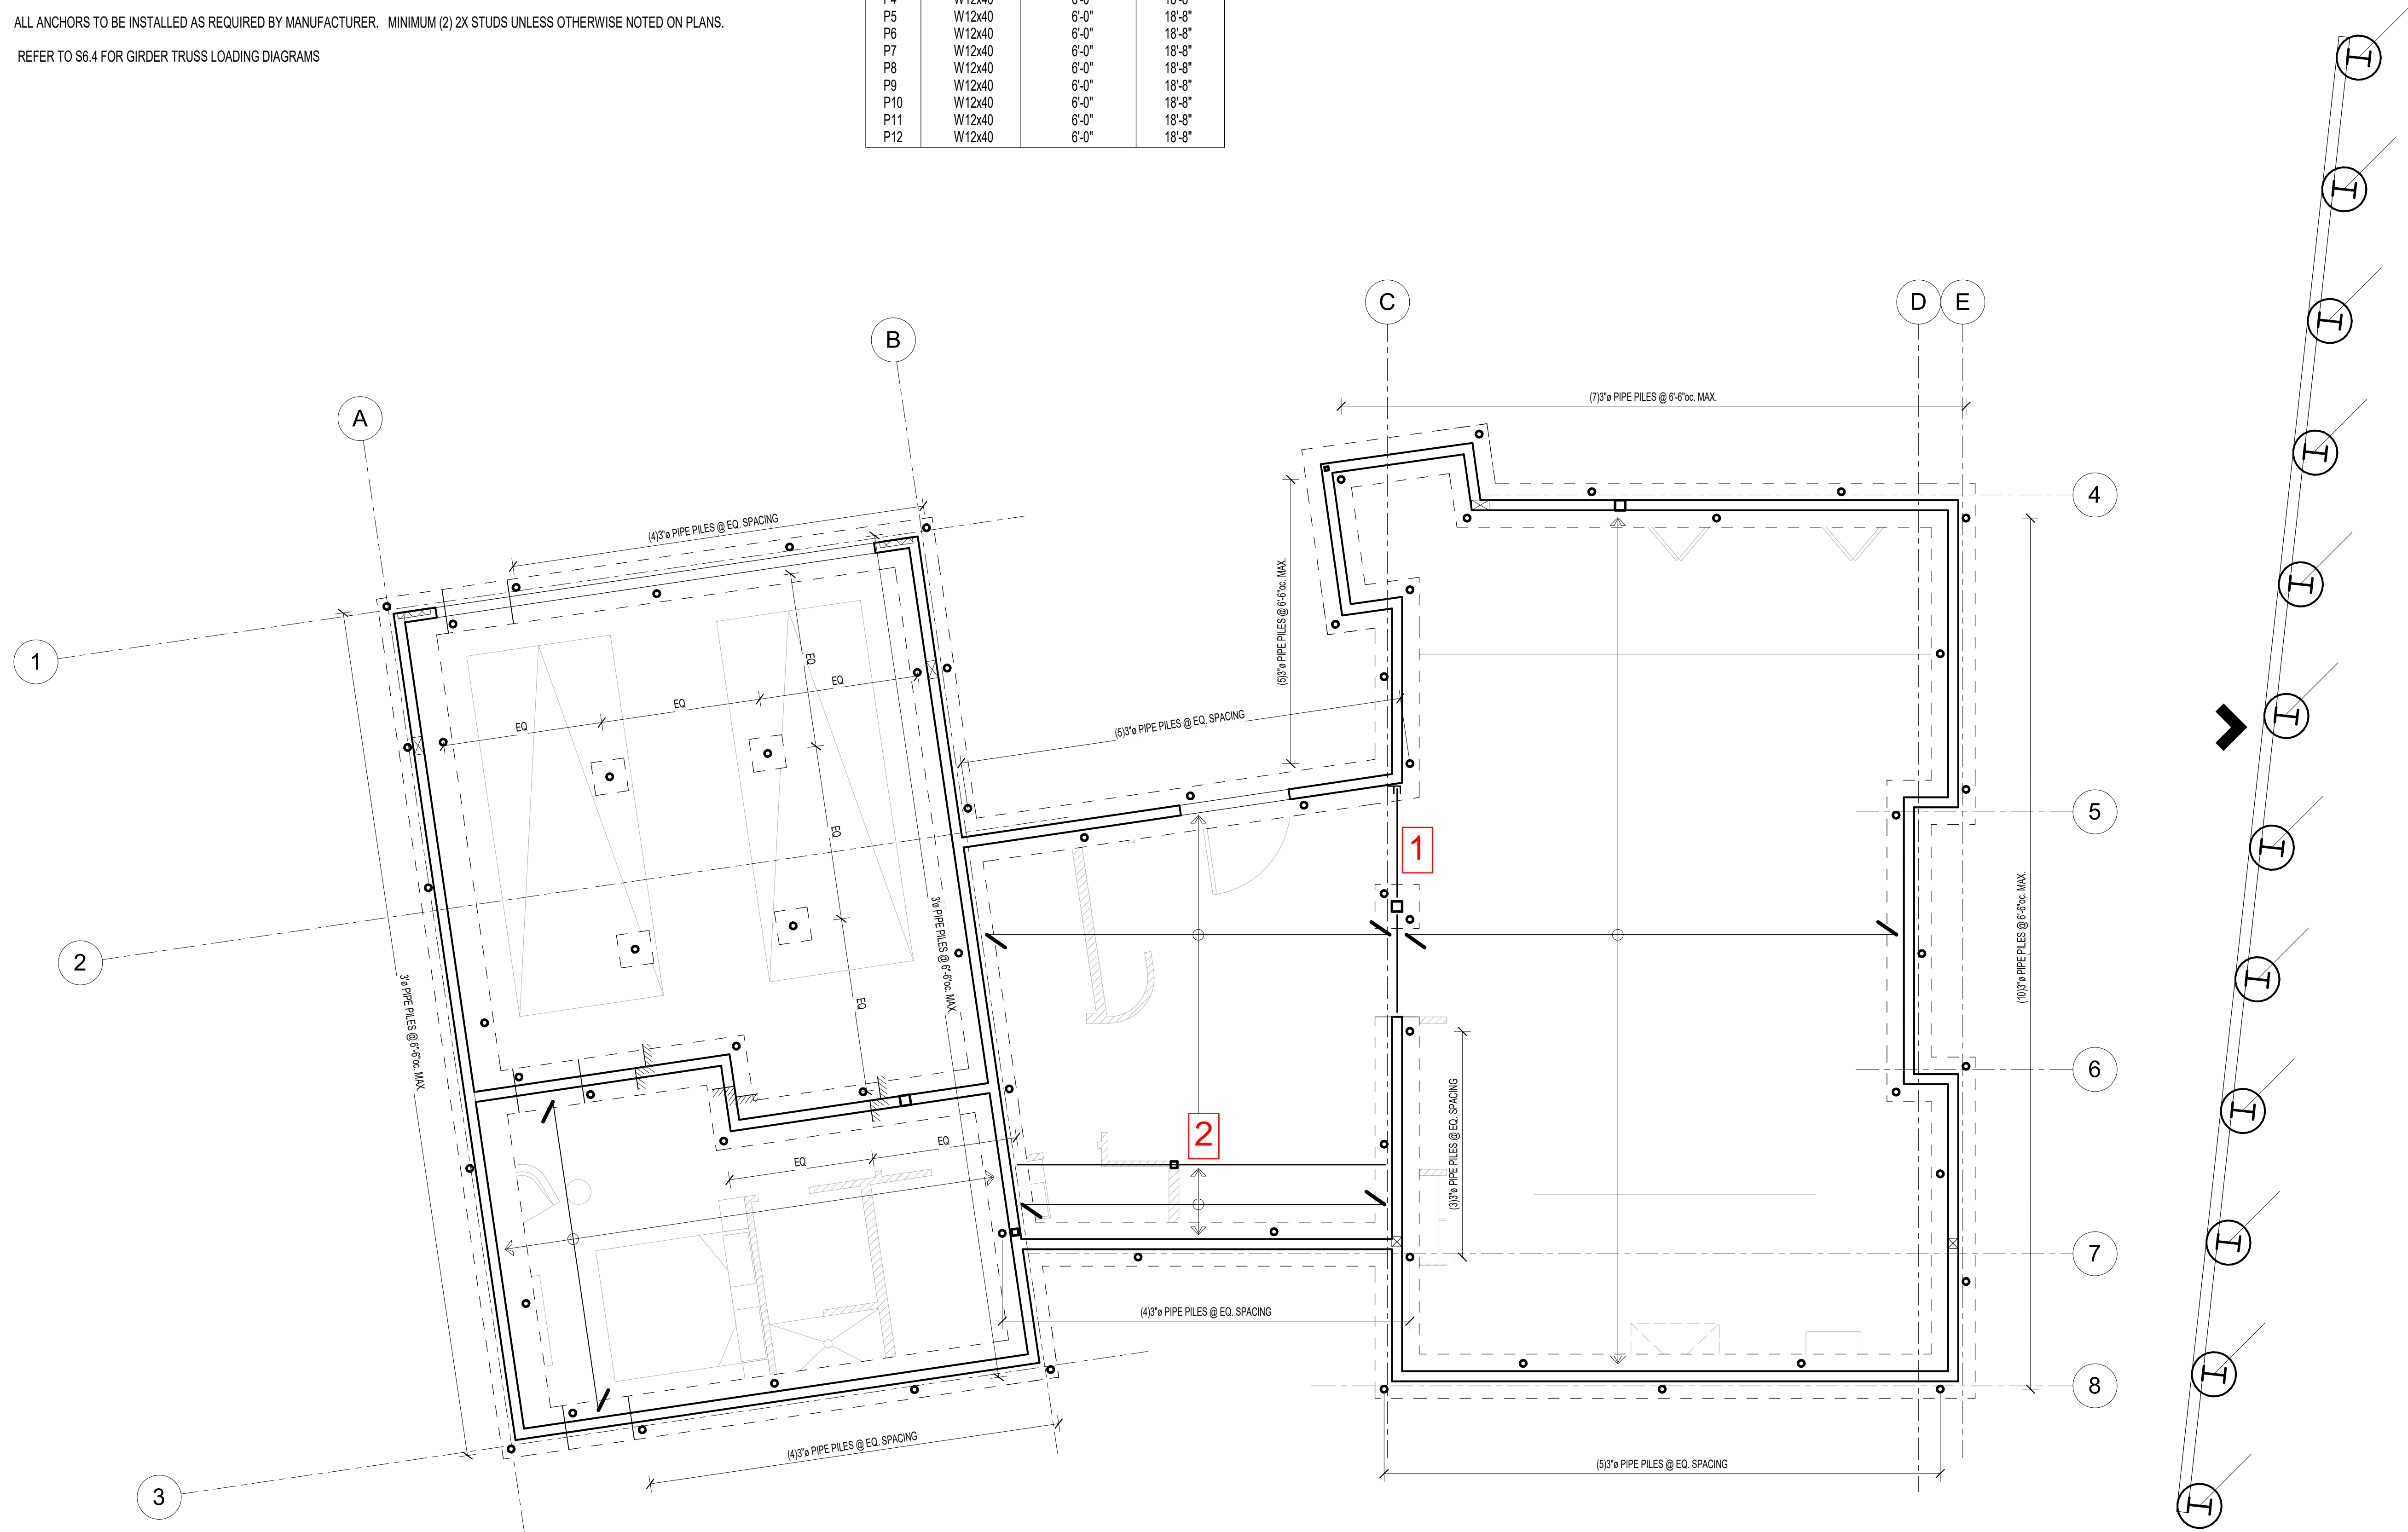 ALL ANCHORS TO BE INSTALLED AS REQUIRED BY MANUFACTURER. MINIMUM (2) 2X STUDS UNLESS OTHERWISE NOTED ON PLANS.
REFER TO S6.4 FOR GIRDER TRUSS LOADING DIAGRAMS
P4 W12x40 6'-0" 18'-8"
P5 W12x40 6'-0" 18'-8"
P6 W12x40 6'-0" 18'-8"
P7 W12x40 6'-0" 18'-8"
P8 W12x40 6'-0" 18'-8"
P9 W12x40 6'-0" 18'-8"
P10 W12x40 6'-0" 18'-8"
P11 W12x40 6'-0" 18'-8"
P12 W12x40 6'-0" 18'-8"
A
B
C
D
E
(7)3"ø PIPE PILES @ 6'-6"oc. MAX.
4
(4)3"ø PIPE PILES @ EQ. SPACING
(5)3"ø PIPE PILES @ 6'-6"oc. MAX.
1
EQ
EQ
EQ
EQ
(5)3"ø PIPE PILES @ EQ. SPACING
EQ
5
1
2
3'ø PIPE PILES @ 6"-6"oc. MAX.
3'ø PIPE PILES @ 6"-6"oc. MAX.
EQ
(10)3"ø PIPE PILES @ 6'-6"oc. MAX.
6
2
EQ
EQ
(3)3"ø PIPE PILES @ EQ. SPACING
7
(4)3"ø PIPE PILES @ EQ. SPACING
8
(4)3"ø PIPE PILES @ EQ. SPACING
(5)3"ø PIPE PILES @ EQ. SPACING
3